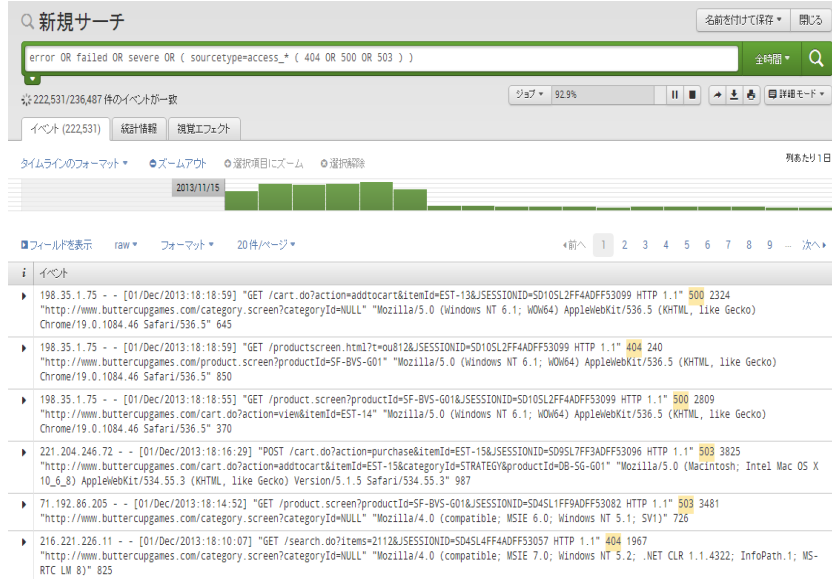 新規サーチ
名前を付けて保存 閉じる
error OR failed OR severe OR ( sourcetype=access_* ( 404 OR 500 OR 503 ) )
全時間
222,531/236,487 件のイベントが一致
ジョブ 92.9%
詳細モード
イベント (222,531) 統計情報 視覚エフェクト
タイムラインのフォーマット ズームアウト 選択項目にズーム 選択解除
列あたり1日
2013/11/15
フィールドを表示 raw フォーマット 20件/ページ
前へ 1 2 3 4 5 6 7 8 9 ... 次へ
i イベント
198.35.1.75 - - [01/Dec/2013:18:18:59] "GET /cart.do?action=addtocart&itemId=EST-13&JSESSIONID=SD10SL2FF4ADFF53099 HTTP 1.1" 500 2324
"http://www.buttercupgames.com/category.screen?categoryId=NULL" "Mozilla/5.0 (Windows NT 6.1; WOW64) AppleWebKit/536.5 (KHTML, like Gecko)
Chrome/19.0.1084.46 Safari/536.5" 645
198.35.1.75 - - [01/Dec/2013:18:18:59] "GET /productscreen.html?t=ou812&JSESSIONID=SD10SL2FF4ADFF53099 HTTP 1.1" 404 240
"http://www.buttercupgames.com/product.screen?productId=SF-BVS-G01" "Mozilla/5.0 (Windows NT 6.1; WOW64) AppleWebKit/536.5 (KHTML, like Gecko)
Chrome/19.0.1084.46 Safari/536.5" 850
198.35.1.75 - - [01/Dec/2013:18:18:55] "GET /product.screen?productId=SF-BVS-G01&JSESSIONID=SD10SL2FF4ADFF53099 HTTP 1.1" 500 2809
"http://www.buttercupgames.com/cart.do?action=view&itemId=EST-14" "Mozilla/5.0 (Windows NT 6.1; WOW64) AppleWebKit/536.5 (KHTML, like Gecko)
Chrome/19.0.1084.46 Safari/536.5" 370
221.204.246.72 - - [01/Dec/2013:18:16:29] "POST /cart.do?action=purchase&itemId=EST-15&JSESSIONID=SD9SL7FF3ADFF53096 HTTP 1.1" 503 3825
"http://www.buttercupgames.com/cart.do?action=addtocart&itemId=EST-15&categoryId=STRATEGY&productId=DB-SG-G01" "Mozilla/5.0 (Macintosh; Intel Mac OS X
10_6_8) AppleWebKit/534.55.3 (KHTML, like Gecko) Version/5.1.5 Safari/534.55.3" 987
71.192.86.205 - - [01/Dec/2013:18:14:52] "GET /product.screen?productId=SF-BVS-G01&JSESSIONID=SD4SL1FF9ADFF53082 HTTP 1.1" 503 3481
"http://www.buttercupgames.com/category.screen?categoryId=NULL" "Mozilla/4.0 (compatible; MSIE 6.0; Windows NT 5.1; SV1)" 726
216.221.226.11 - - [01/Dec/2013:18:10:07] "GET /search.do?items=2112&JSESSIONID=SD4SL4FF4ADFF53057 HTTP 1.1" 404 1967
"http://www.buttercupgames.com/category.screen?categoryId=NULL" "Mozilla/4.0 (compatible; MSIE 7.0; Windows NT 5.2; .NET CLR 1.1.4322; InfoPath.1; MS-
RTC LM 8)" 825